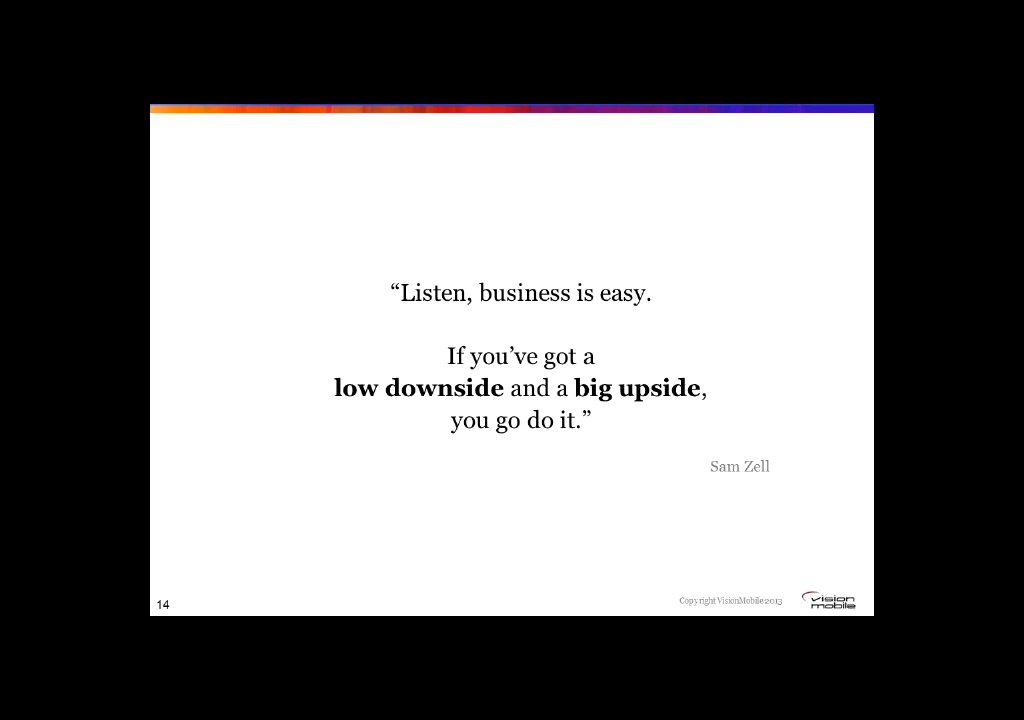 “Listen, business is easy.
If you’ve got a
low downside and a big upside,
you go do it.”
Sam Zell
14
Copyright VisionMobile 2013
vision
mobile